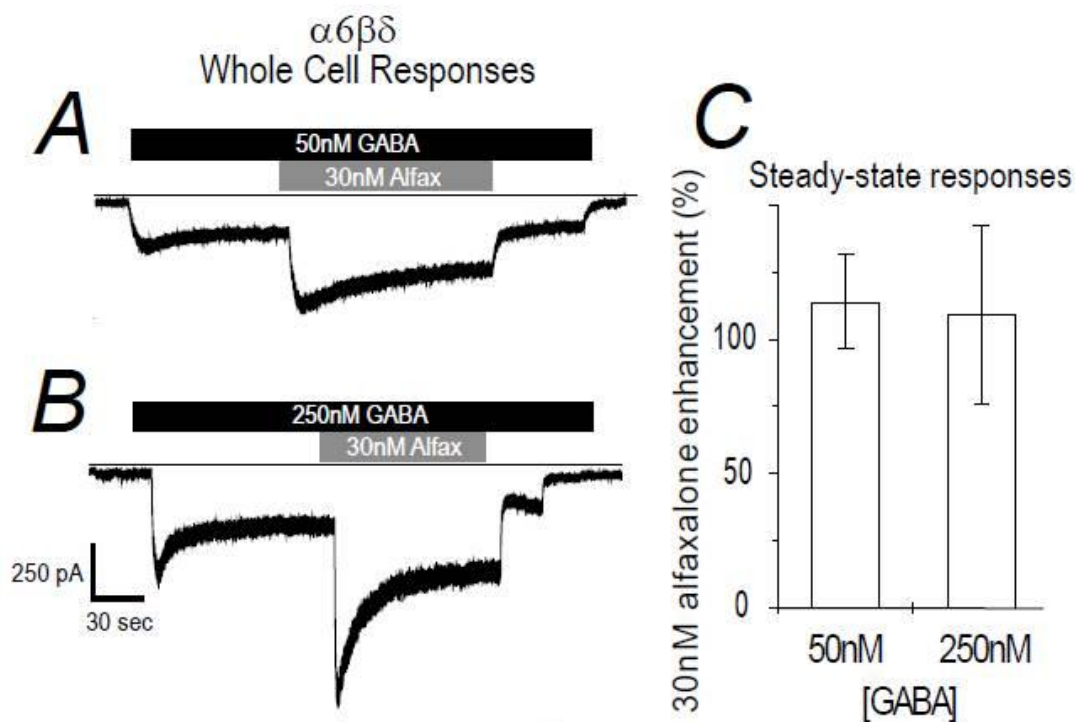 α6βδ
Whole Cell Responses
A
50nM GABA
30nM Alfax
B
250nM GABA
30nM Alfax
250 pA
30 sec
C
Steady-state responses
30nM alfaxalone enhancement (%)
100
50
0
50nM
250nM
[GABA]